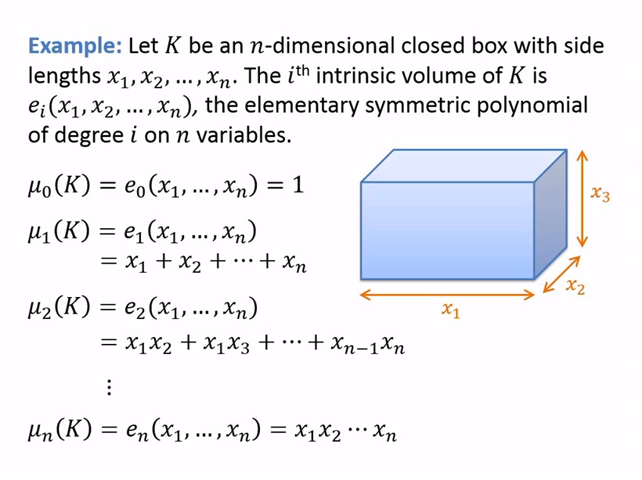 Example: Let K be an n-dimensional closed box with side
lengths x₁, x₂, …, xₙ. The iᵗʰ intrinsic volume of K is
eᵢ(x₁, x₂, …, xₙ), the elementary symmetric polynomial
of degree i on n variables.
μ₀(K) = e₀(x₁, …, xₙ) = 1
μ₁(K) = e₁(x₁, …, xₙ)
= x₁ + x₂ + ⋯ + xₙ
μ₂(K) = e₂(x₁, …, xₙ)
= x₁x₂ + x₁x₃ + ⋯ + xₙ₋₁xₙ
⋮
μₙ(K) = eₙ(x₁, …, xₙ) = x₁x₂ ⋯ xₙ
x₃
x₂
x₁